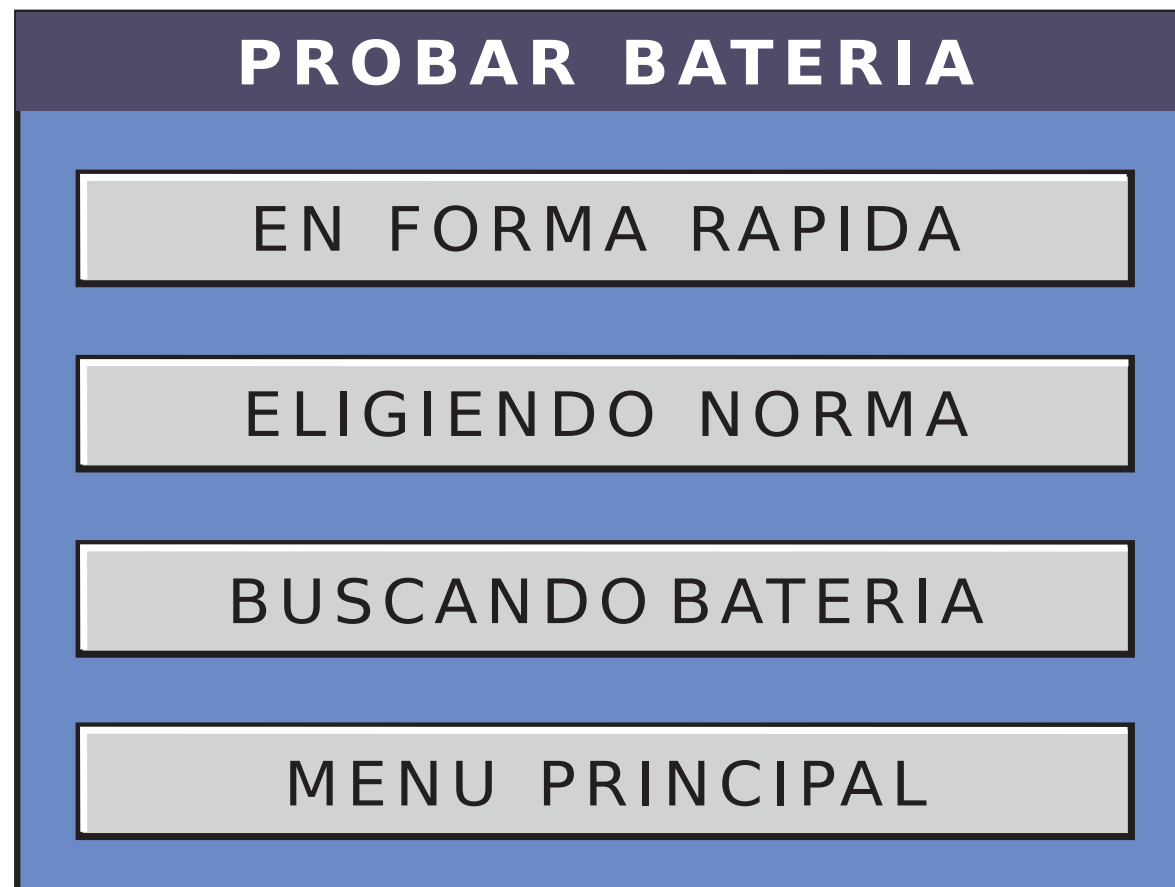 PROBAR BATERIA
EN FORMA RAPIDA
ELIGIENDO NORMA
BUSCANDO BATERIA
MENU PRINCIPAL